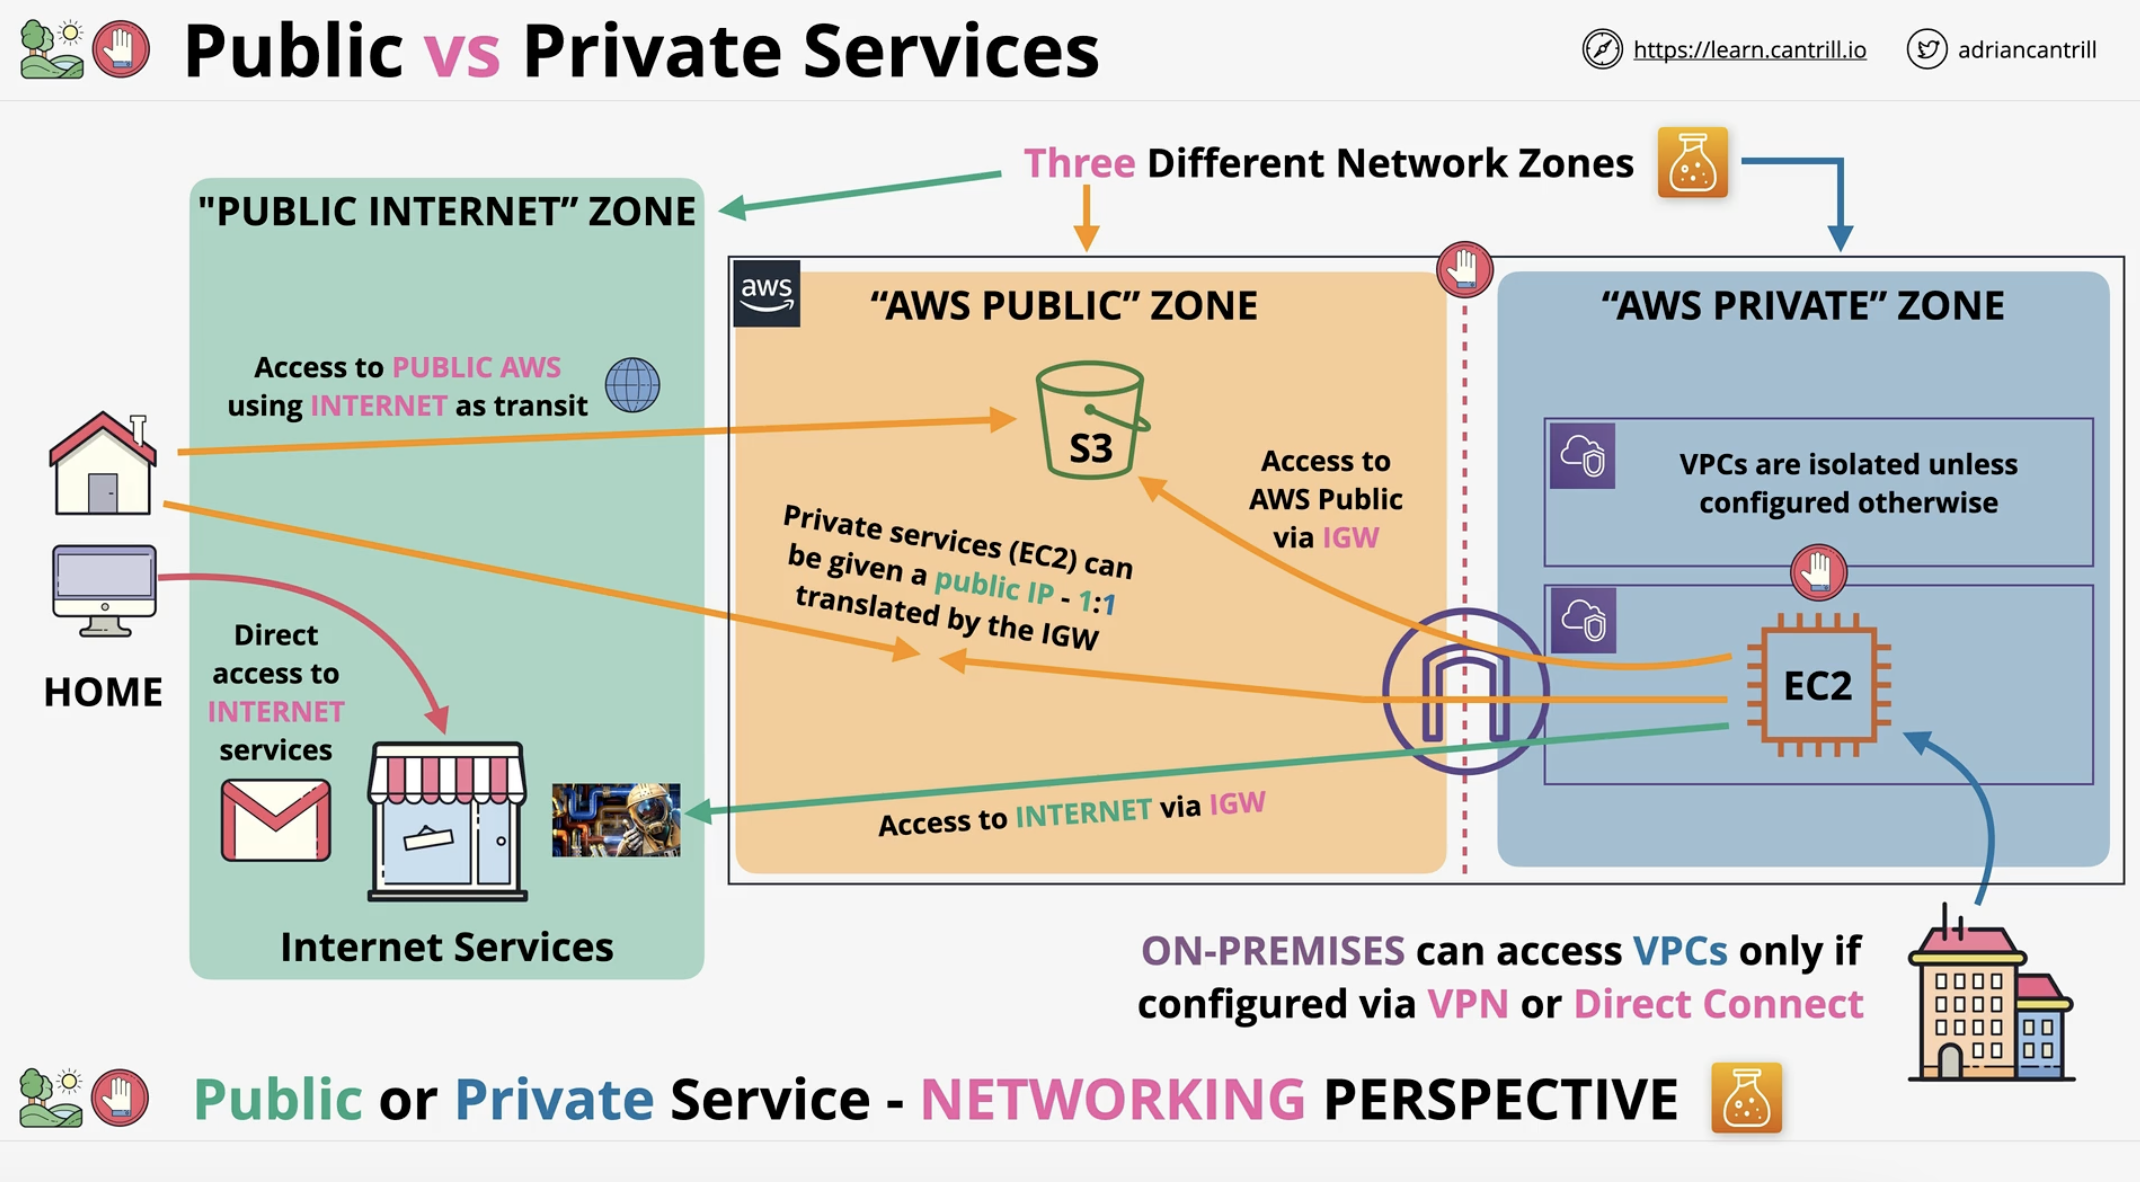 Public vs Private Services
https://learn.cantrill.io
adriancantrill
Three Different Network Zones
"PUBLIC INTERNET” ZONE
aws
“AWS PUBLIC” ZONE
“AWS PRIVATE” ZONE
Access to PUBLIC AWS
using INTERNET as transit
S3
Access to
AWS Public
via IGW
VPCs are isolated unless
configured otherwise
Private services (EC2) can
be given a public IP - 1:1
translated by the IGW
HOME
Direct
access to
INTERNET
services
EC2
Access to INTERNET via IGW
Internet Services
ON-PREMISES can access VPCs only if
configured via VPN or Direct Connect
Public or Private Service - NETWORKING PERSPECTIVE